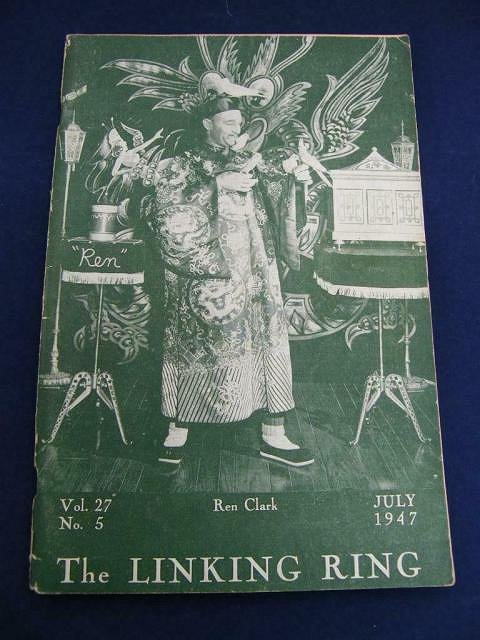 "Ren"
Vol. 27
No. 5
Ren Clark
JULY
1947
The LINKING RING